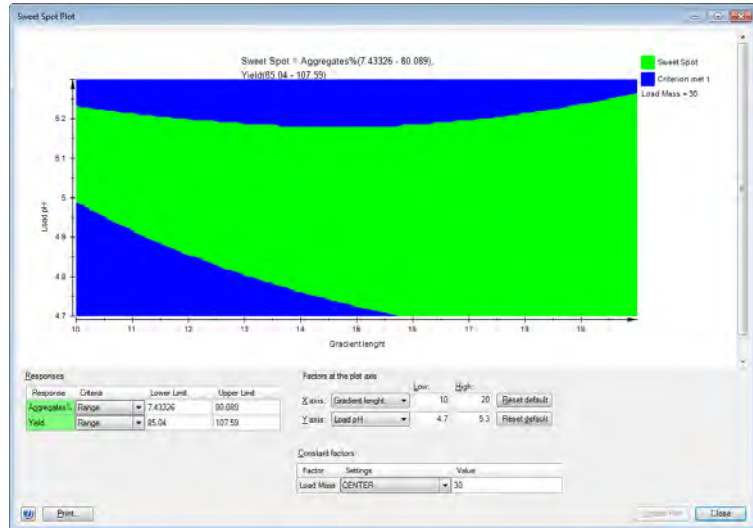 Sweet Spot Plot
Sweet Spot = Aggregates%(7.43326 - 80.089),
Yield(85.04 - 107.59)
Sweet Spot
Criterion met 1
Load Mass = 30
5.2
5.1
5
4.9
4.8
4.7
Load pH
10 11 12 13 14 15 16 17 18 19
Gradient lenght
Responses
Response Criteria Lower Limit Upper Limit
Aggregates% Range 7.43326 80.089
Yield Range 85.04 107.59
Factors at the plot axis
Low: High:
X axis: Gradient lenght 10 20 Reset default
Y axis: Load pH 4.7 5.3 Reset default
Constant factors
Factor Settings Value
Load Mass CENTER 30
Print...
Update Plot Close